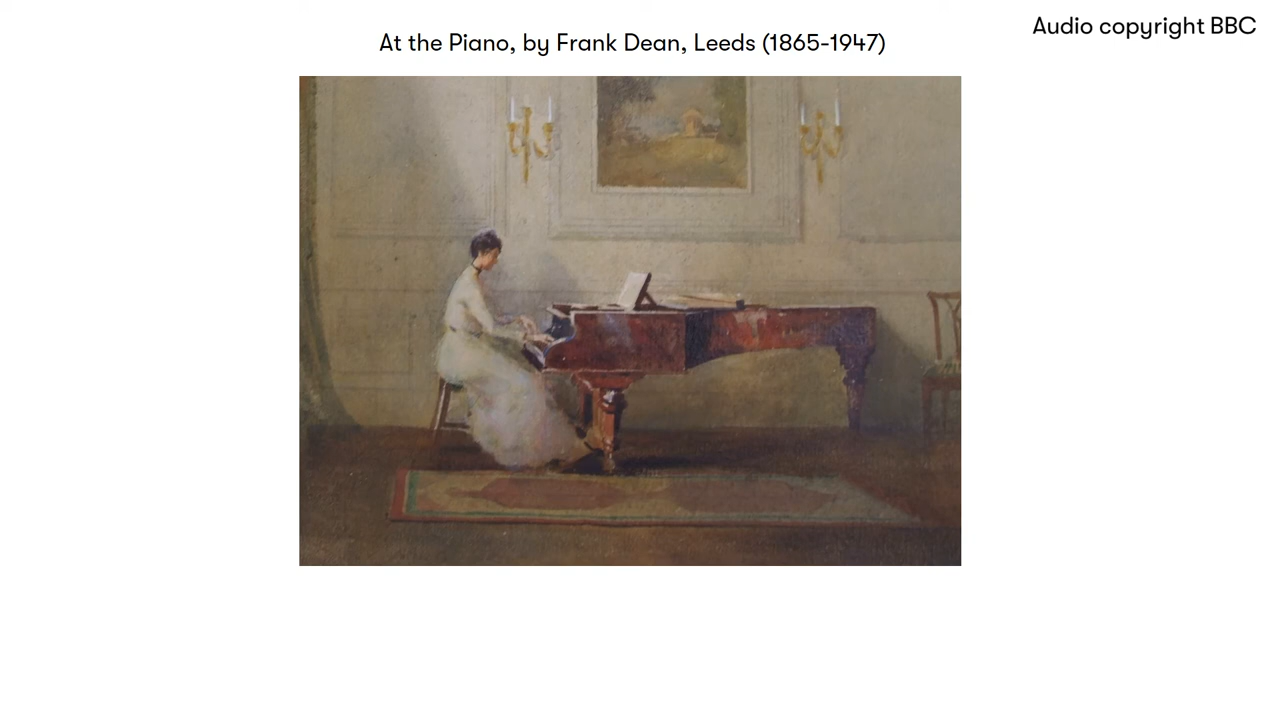 Audio copyright BBC
At the Piano, by Frank Dean, Leeds (1865-1947)